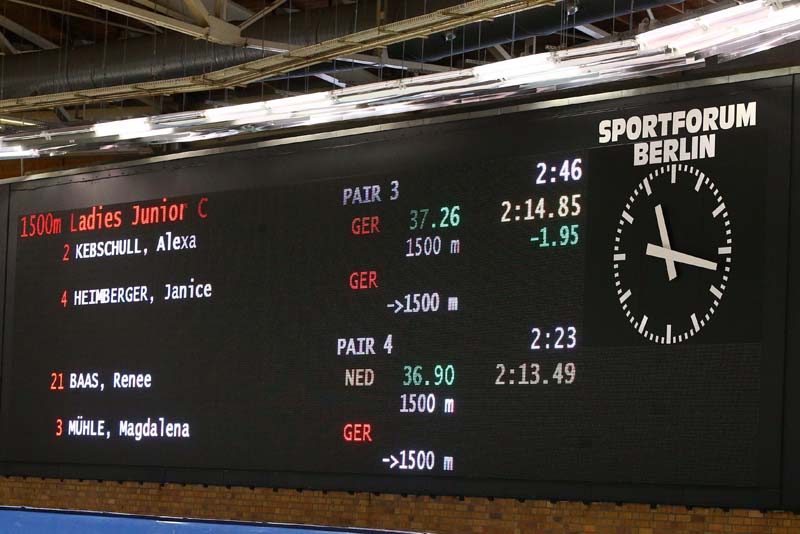 SPORTFORUM
BERLIN
1500m Ladies Junior C
PAIR 3 2:46
2 KEBSCHULL, Alexa GER 37.26 2:14.85
1500 m -1.95
4 HEIMBERGER, Janice GER
->1500 m
PAIR 4 2:23
21 BAAS, Renee NED 36.90 2:13.49
1500 m
3 MÜHLE, Magdalena GER
->1500 m